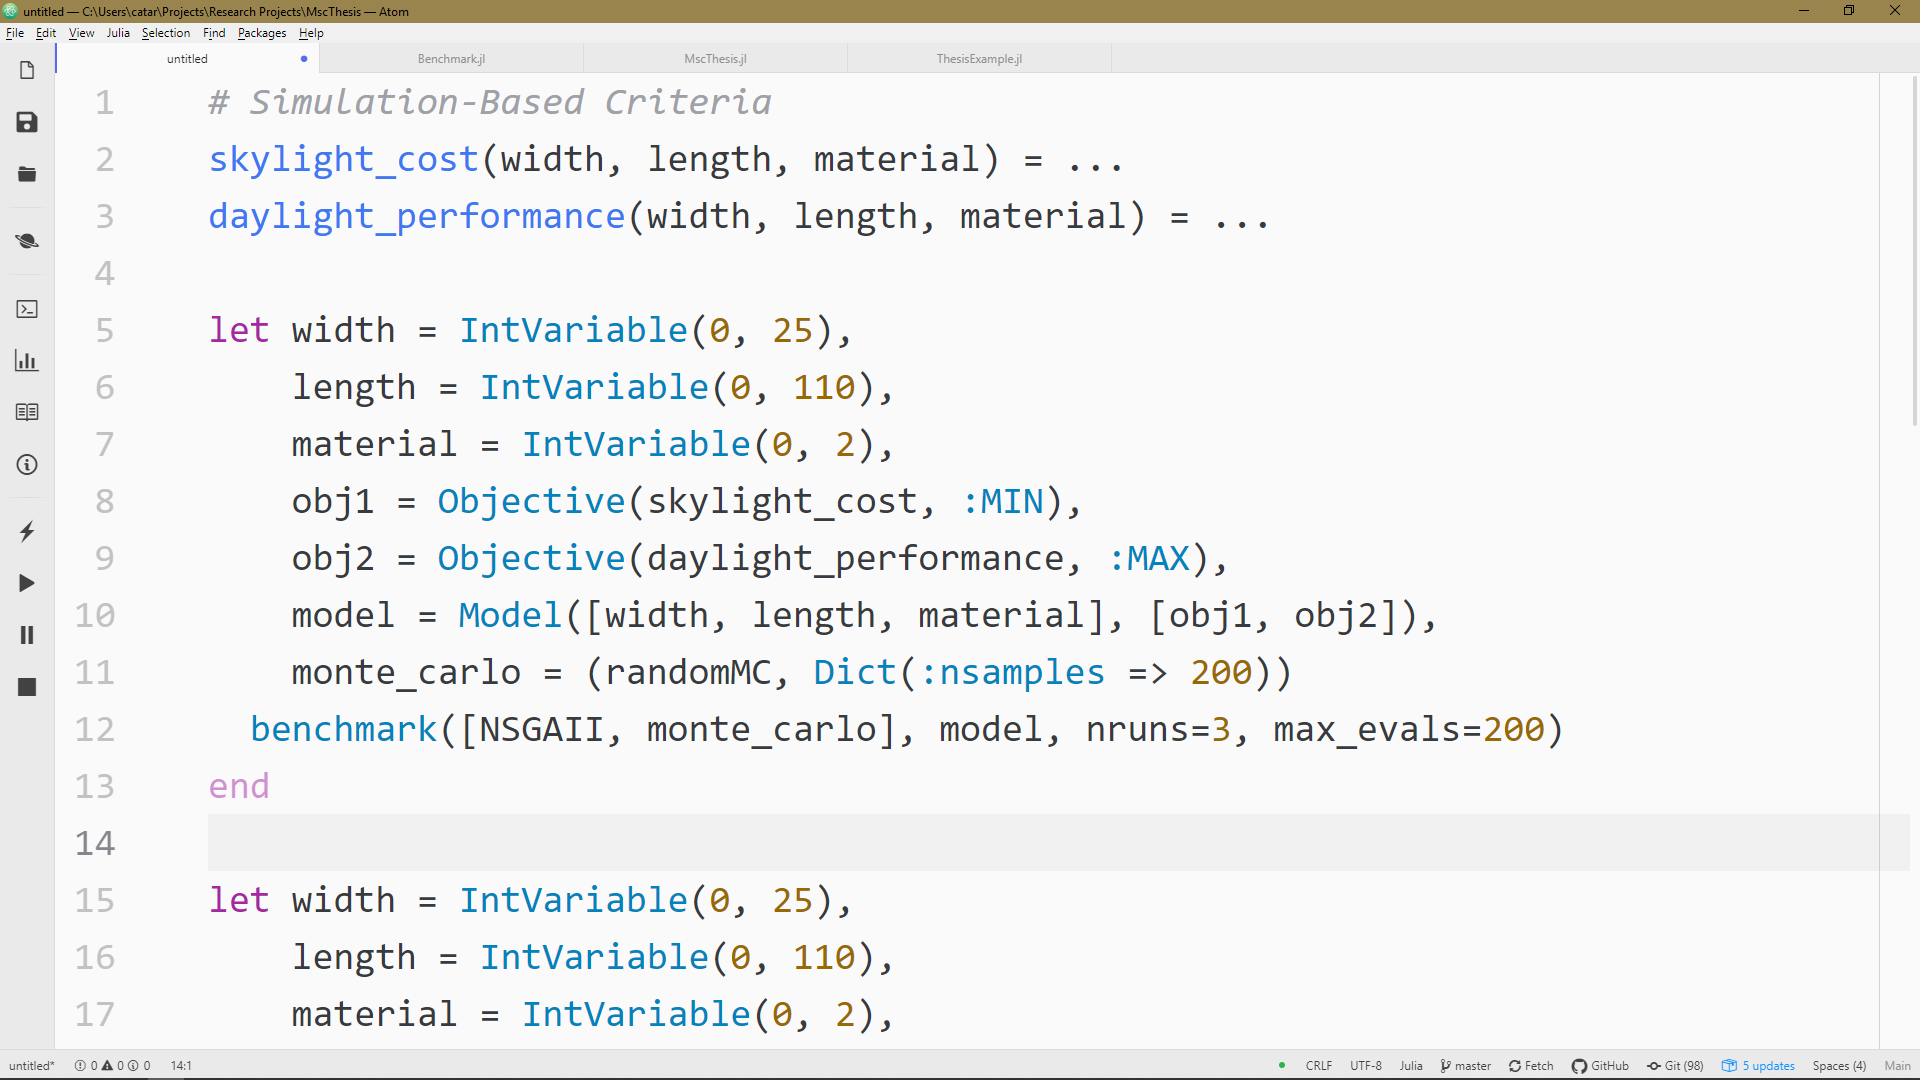 untitled — C:\Users\catar\Projects\Research Projects\MscThesis — Atom
File Edit View Julia Selection Find Packages Help
untitled Benchmark.jl MscThesis.jl ThesisExample.jl
1 # Simulation-Based Criteria
2 skylight_cost(width, length, material) = ...
3 daylight_performance(width, length, material) = ...
4
5 let width = IntVariable(0, 25),
6 length = IntVariable(0, 110),
7 material = IntVariable(0, 2),
8 obj1 = Objective(skylight_cost, :MIN),
9 obj2 = Objective(daylight_performance, :MAX),
10 model = Model([width, length, material], [obj1, obj2]),
11 monte_carlo = (randomMC, Dict(:nsamples => 200))
12 benchmark([NSGAII, monte_carlo], model, nruns=3, max_evals=200)
13 end
14
15 let width = IntVariable(0, 25),
16 length = IntVariable(0, 110),
17 material = IntVariable(0, 2),
untitled* 0 0 0 14:1 CRLF UTF-8 Julia master Fetch GitHub Git (98) 5 updates Spaces (4) Main